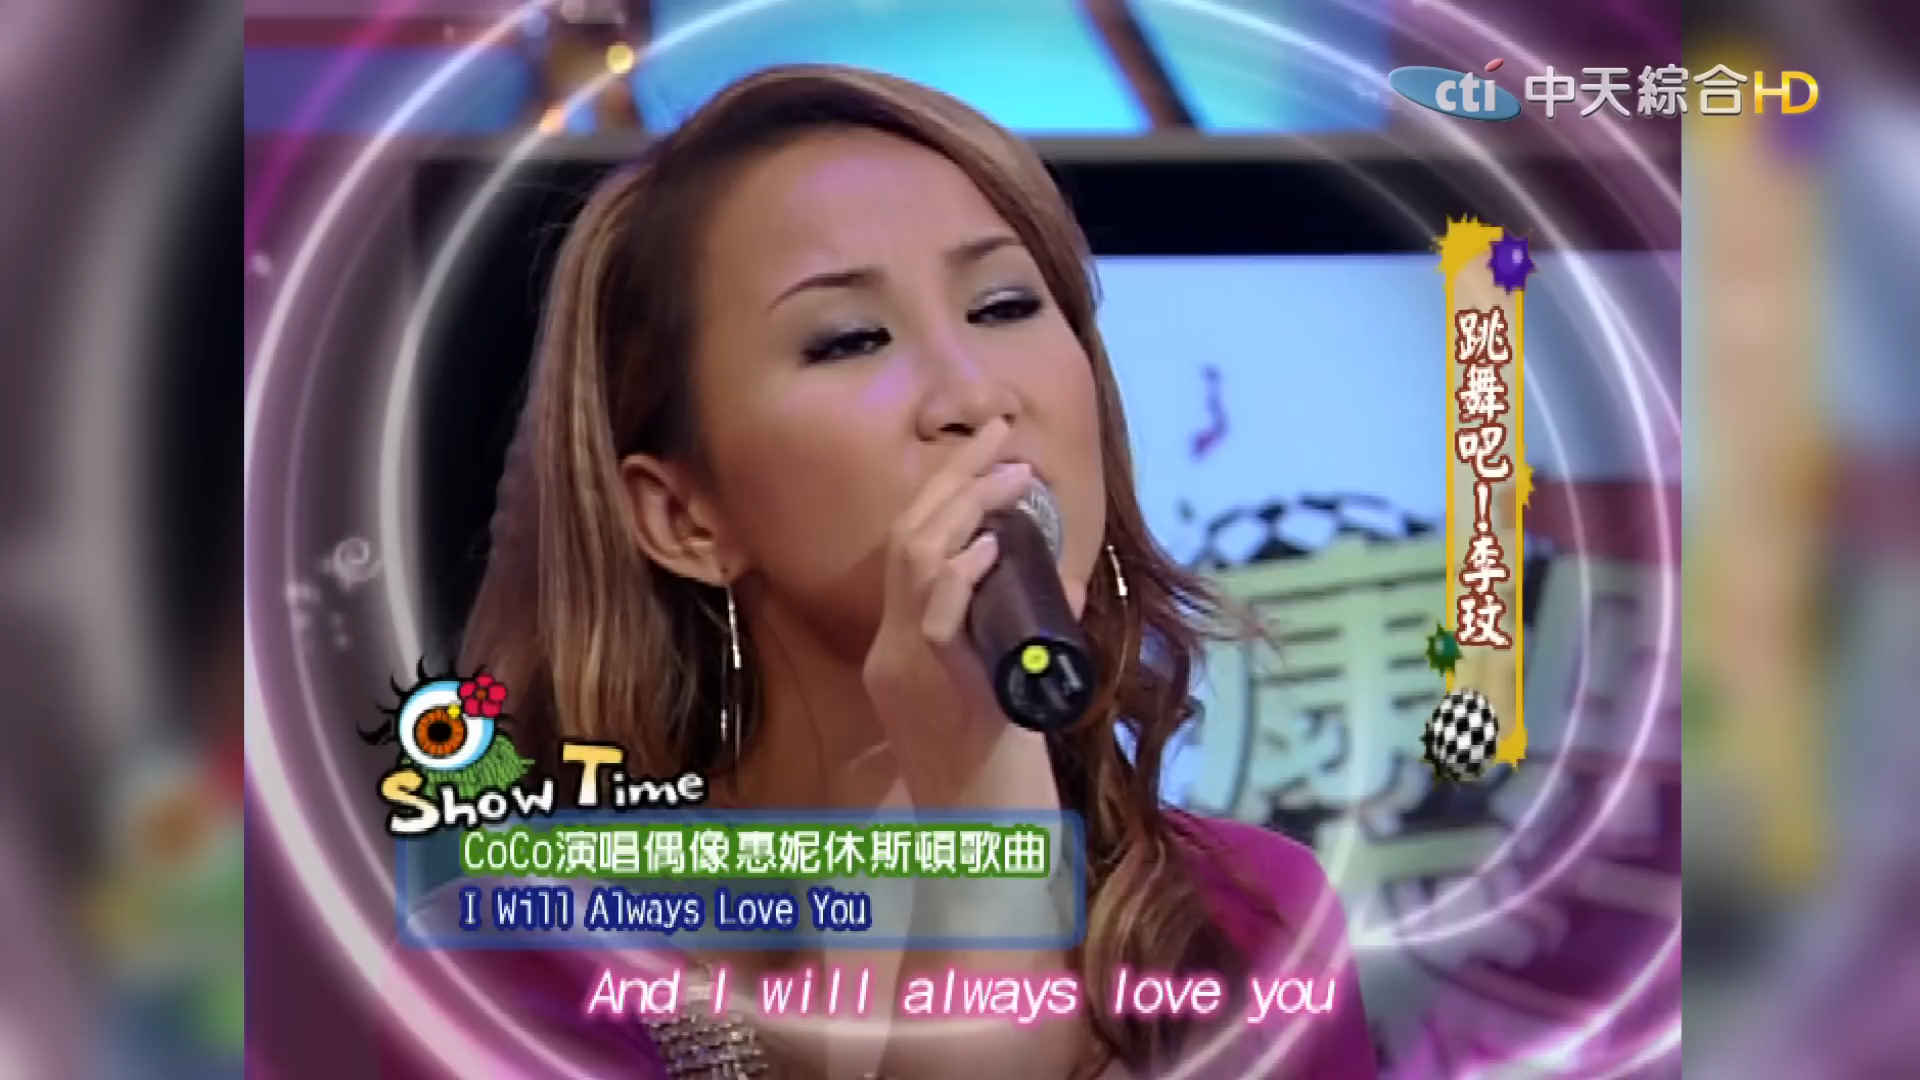 cti 中天綜合HD
跳舞吧!李玟
康
Show Time
CoCo演唱偶像惠妮休斯頓歌曲
I Will Always Love You
And I will always love you